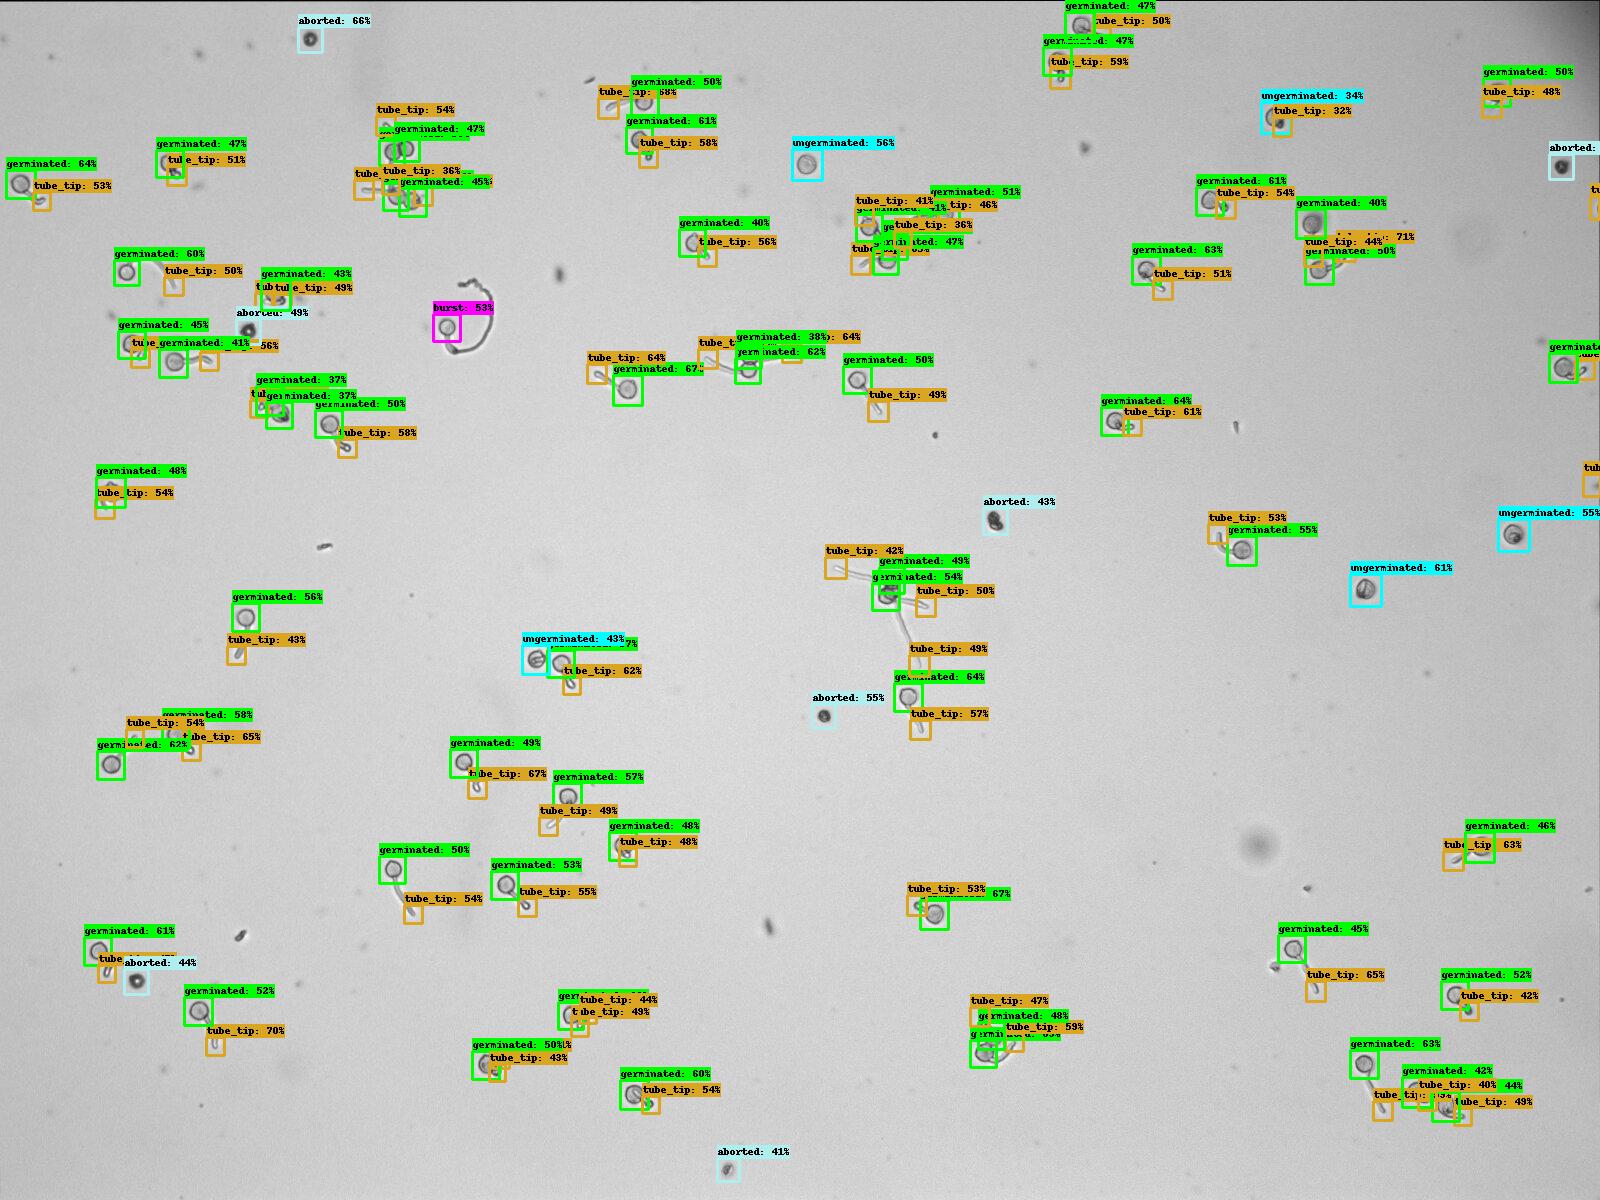 germinated: 47%
tube_tip: 50%
aborted: 66%
germinated: 47%
tube_tip: 59%
germinated: 50%
tube_tip: 48%
germinated: 50%
tube_tip: 68%
ungerminated: 34%
tube_tip: 32%
tube_tip: 54%
germinated: 47%
germinated: 61%
tube_tip: 58%
ungerminated: 56%
germinated: 47%
tube_tip: 51%
aborted:
germinated: 64%
tube_tip: 53%
tube_tip: 36%
germinated: 45%
germinated: 61%
tube_tip: 54%
germinated: 51%
tube_tip: 41%
tip: 46%
germinated: 40%
germinated: 40%
tube_tip: 56%
tube_tip: 36%
germinated: 47%
71%
tube_tip: 44%
germinated: 50%
germinated: 63%
tube_tip: 51%
germinated: 60%
tube_tip: 50%
germinated: 43%
tube_tip: 49%
aborted: 49%
burst: 53%
germinated: 45%
germinated: 41%
56%
germinated: 38%
64%
germinated: 62%
tube_tip: 64%
germinated: 67%
germinated: 50%
tube_tip: 49%
germinated: 37%
germinated: 37%
germinated: 50%
tube_tip: 58%
germinated: 64%
tube_tip: 61%
germinated: 48%
tube_tip: 54%
aborted: 43%
tube_tip: 53%
germinated: 55%
ungerminated: 55%
tube_tip: 42%
germinated: 49%
germinated: 54%
tube_tip: 50%
ungerminated: 61%
germinated: 56%
tube_tip: 43%
ungerminated: 43%
tube_tip: 62%
tube_tip: 49%
germinated: 64%
tube_tip: 57%
aborted: 55%
germinated: 58%
tube_tip: 54%
tube_tip: 65%
germinated: 62%
germinated: 49%
tube_tip: 67%
germinated: 57%
tube_tip: 49%
germinated: 48%
tube_tip: 48%
germinated: 46%
tube_tip 63%
germinated: 50%
tube_tip: 54%
germinated: 53%
tube_tip: 55%
tube_tip: 53%
67%
germinated: 61%
aborted: 44%
germinated: 45%
tube_tip: 65%
germinated: 52%
tube_tip: 42%
germinated: 52%
tube_tip: 70%
tube_tip: 44%
tube_tip: 49%
tube_tip: 47%
germinated: 48%
tube_tip: 59%
germinated: 50%
tube_tip: 43%
germinated: 63%
germinated: 60%
tube_tip: 54%
germinated: 42%
tube_tip: 40%
44%
tube_tip: 49%
aborted: 41%